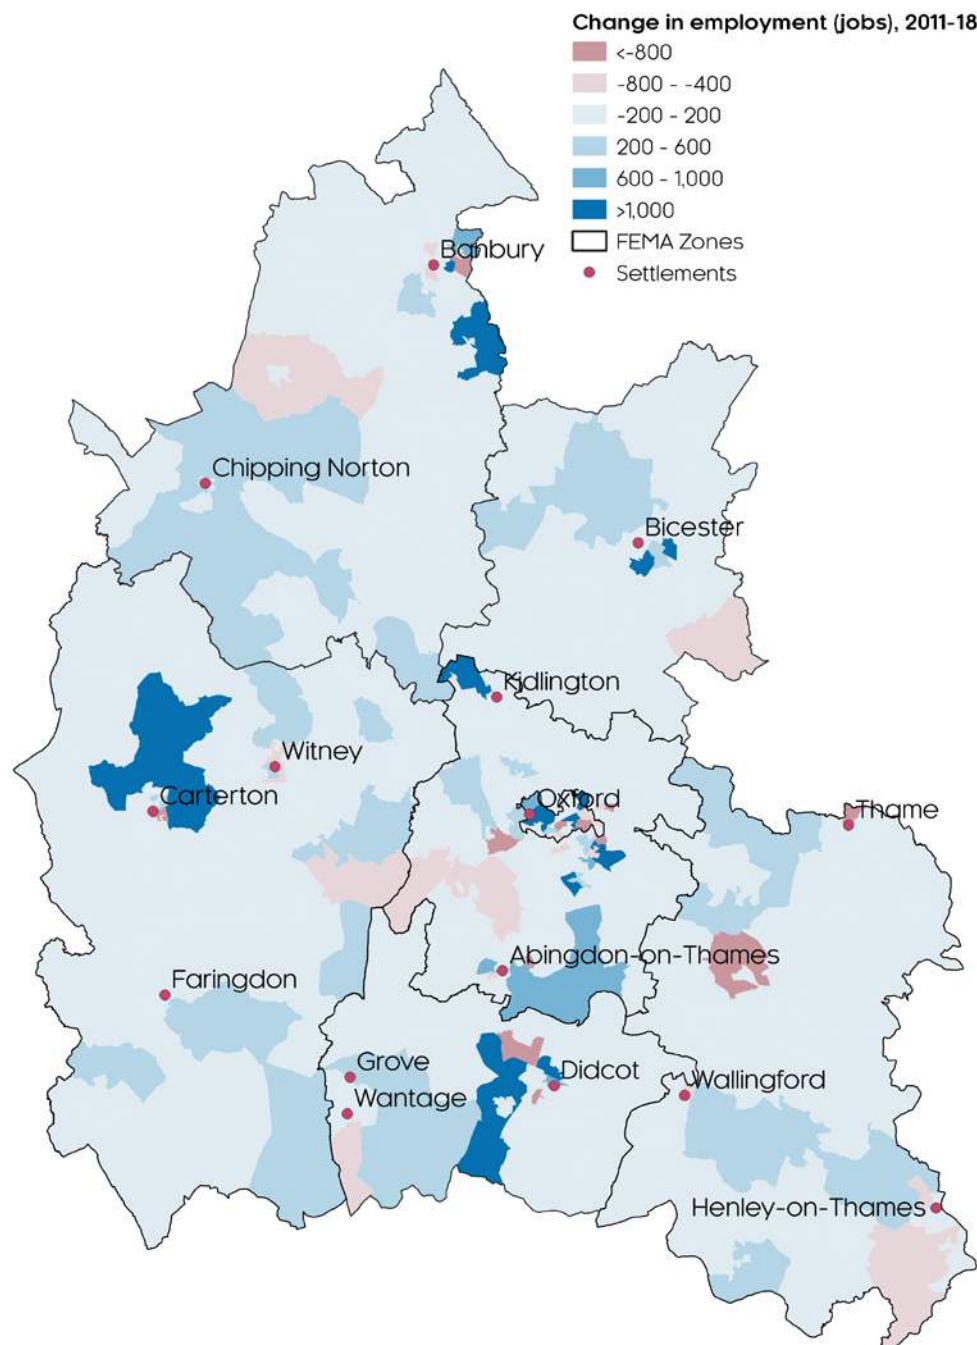 Change in employment (jobs), 2011-18
<-800
-800 - -400
-200 - 200
200 - 600
600 - 1,000
>1,000
FEMA Zones
Settlements
Banbury
Chipping Norton
Bicester
Kidlington
Witney
Carterton
Oxford
Thame
Abingdon-on-Thames
Faringdon
Grove
Didcot
Wantage
Wallingford
Henley-on-Thames